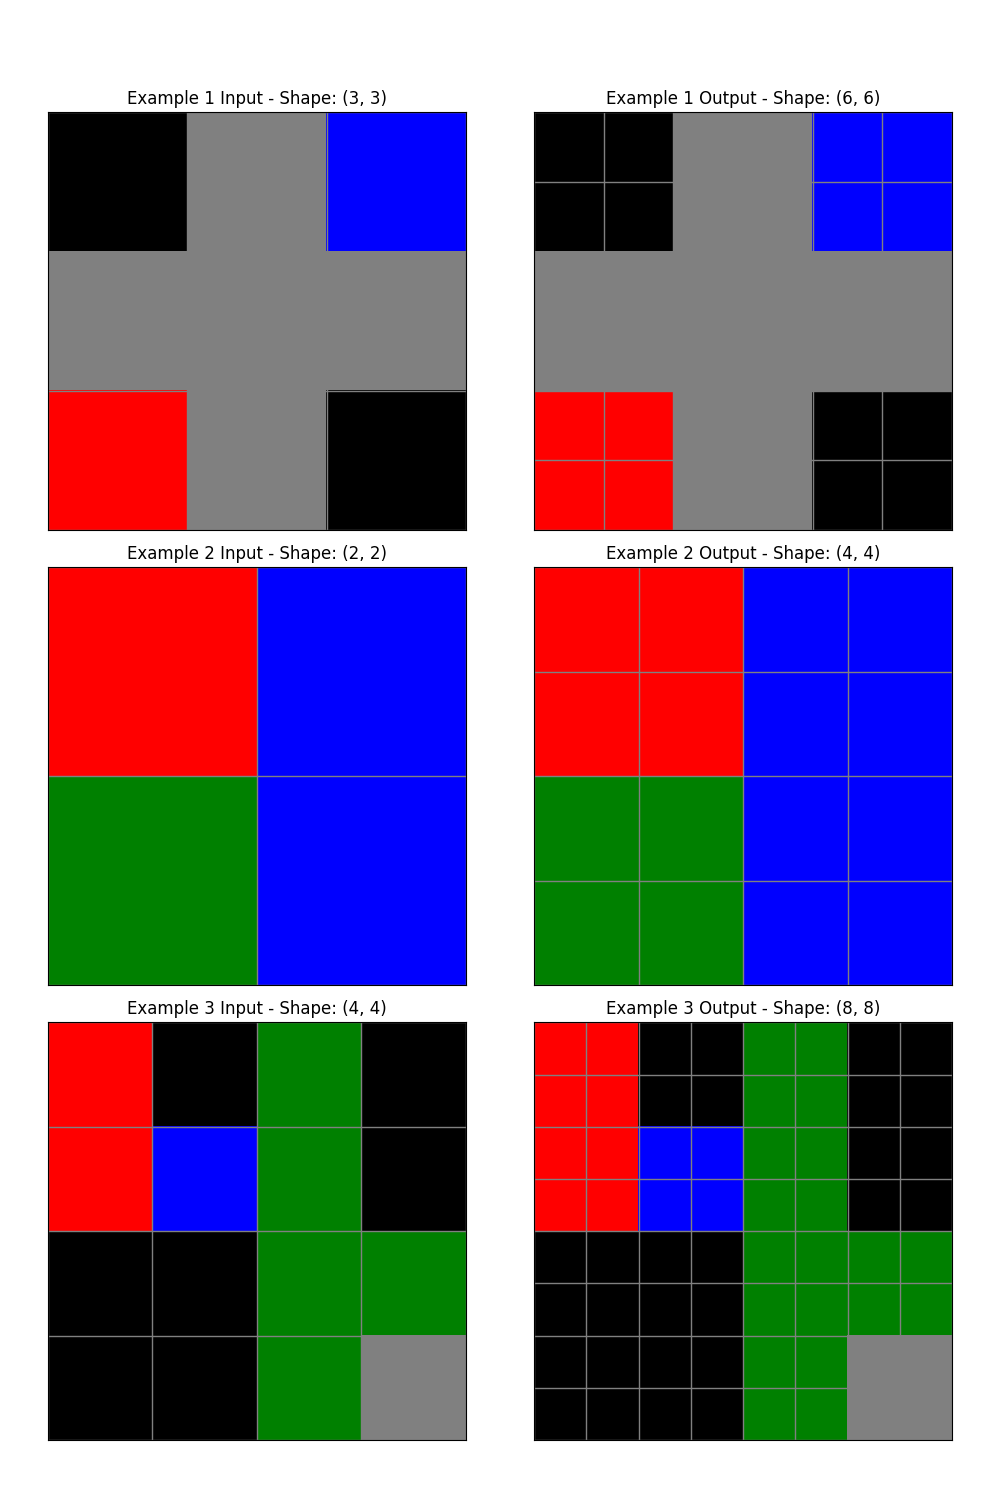 Example 1 Input - Shape: (3, 3)
Example 1 Output - Shape: (6, 6)
Example 2 Input - Shape: (2, 2)
Example 2 Output - Shape: (4, 4)
Example 3 Input - Shape: (4, 4)
Example 3 Output - Shape: (8, 8)